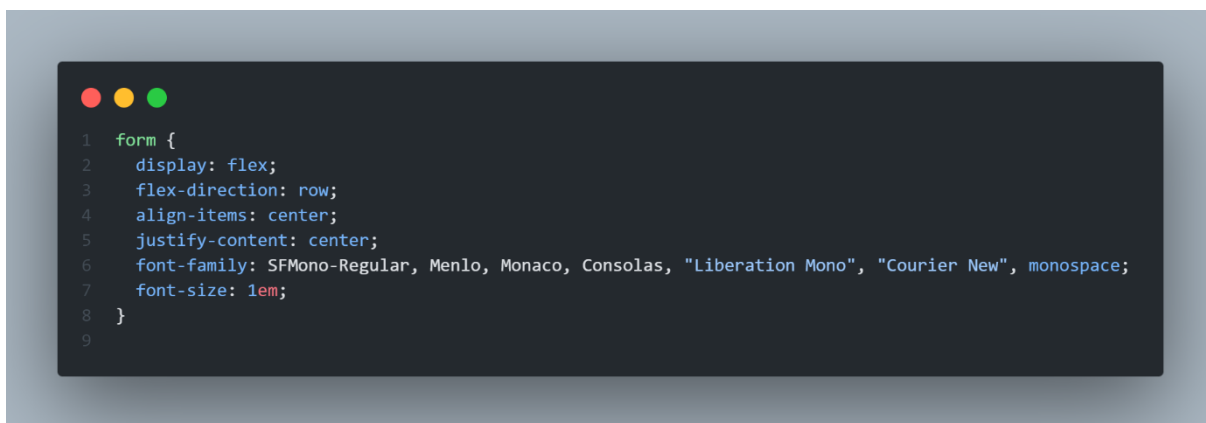 1 form {
2 display: flex;
3 flex-direction: row;
4 align-items: center;
5 justify-content: center;
6 font-family: SFMono-Regular, Menlo, Monaco, Consolas, "Liberation Mono", "Courier New", monospace;
7 font-size: 1em;
8 }
9